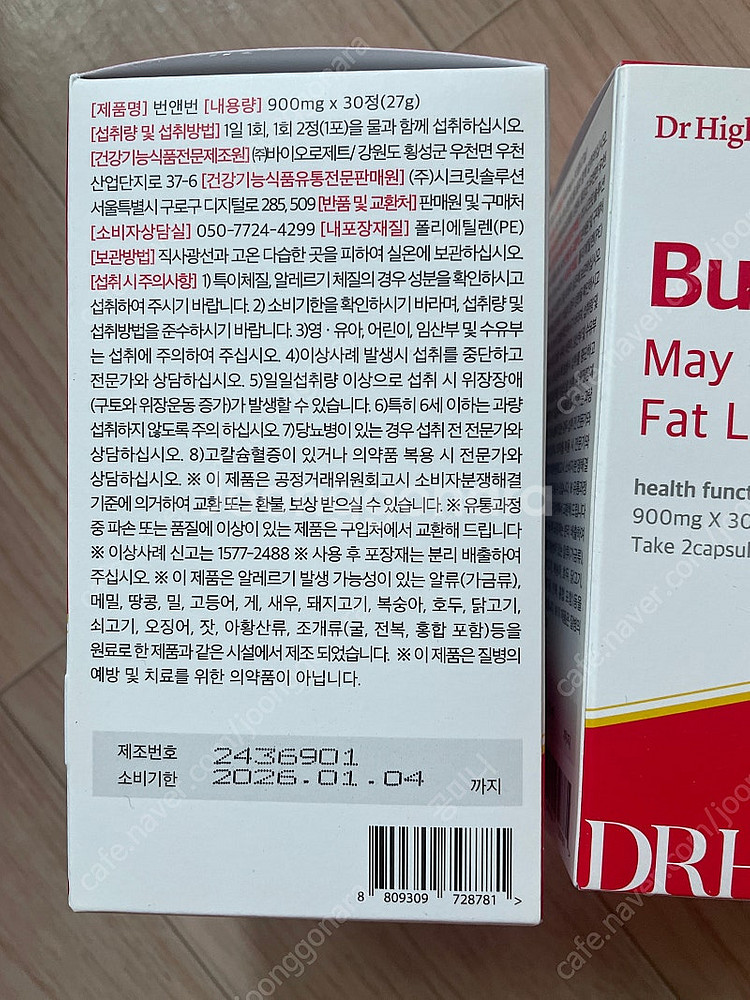 [제품명] 번앤번 [내용량] 900mg x 30정(27g)
[섭취량 및 섭취방법] 1일 1회, 1회 2정(1포)을 물과 함께 섭취하십시오.
[건강기능식품전문제조원] ㈜바이오로제트/ 강원도 횡성군 우천면 우천
산업단지로 37-6 [건강기능식품유통전문판매원] (주)시크릿솔루션
서울특별시 구로구 디지털로 285, 509 [반품 및 교환처] 판매원 및 구매처
[소비자상담실] 050-7724-4299 [내포장재질] 폴리에틸렌(PE)
[보관방법] 직사광선과 고온 다습한 곳을 피하여 실온에 보관하십시오.
[섭취 시 주의사항] 1) 특이체질, 알레르기 체질의 경우 성분을 확인하시고
섭취하여 주시기 바랍니다. 2) 소비기한을 확인하시기 바라며, 섭취량 및
섭취방법을 준수하시기 바랍니다. 3)영·유아, 어린이, 임산부 및 수유부
는 섭취에 주의하여 주십시오. 4)이상사례 발생시 섭취를 중단하고
전문가와 상담하십시오. 5)일일섭취량 이상으로 섭취 시 위장장애
(구토와 위장운동 증가)가 발생할 수 있습니다. 6)특히 6세 이하는 과량
섭취하지 않도록 주의 하십시오. 7)당뇨병이 있는 경우 섭취 전 전문가와
상담하십시오. 8)고칼슘혈증이 있거나 의약품 복용 시 전문가와
상담하십시오. ※ 이 제품은 공정거래위원회고시 소비자분쟁해결
기준에 의거하여 교환 또는 환불, 보상 받으실 수 있습니다. ※ 유통과정
중 파손 또는 품질에 이상이 있는 제품은 구입처에서 교환해 드립니다
※ 이상사례 신고는 1577-2488 ※ 사용 후 포장재는 분리 배출하여
주십시오 ※ 이 제품은 알레르기 발생 가능성이 있는 알류(가금류),
메밀, 땅콩, 밀, 고등어, 게, 새우, 돼지고기, 복숭아, 호두, 닭고기,
쇠고기, 오징어, 잣, 아황산류, 조개류(굴, 전복, 홍합 포함)등을
원료로 한 제품과 같은 시설에서 제조 되었습니다. ※ 이 제품은 질병의
예방 및 치료를 위한 의약품이 아닙니다.
제조번호 2436901
소비기한 2026.01.04 까지
8 809309 728781 >
Dr Higl
Bu
May
Fat L
health funct
900mg X 30
Take 2capsul
DRH
cafe.naver.com/joonggonara